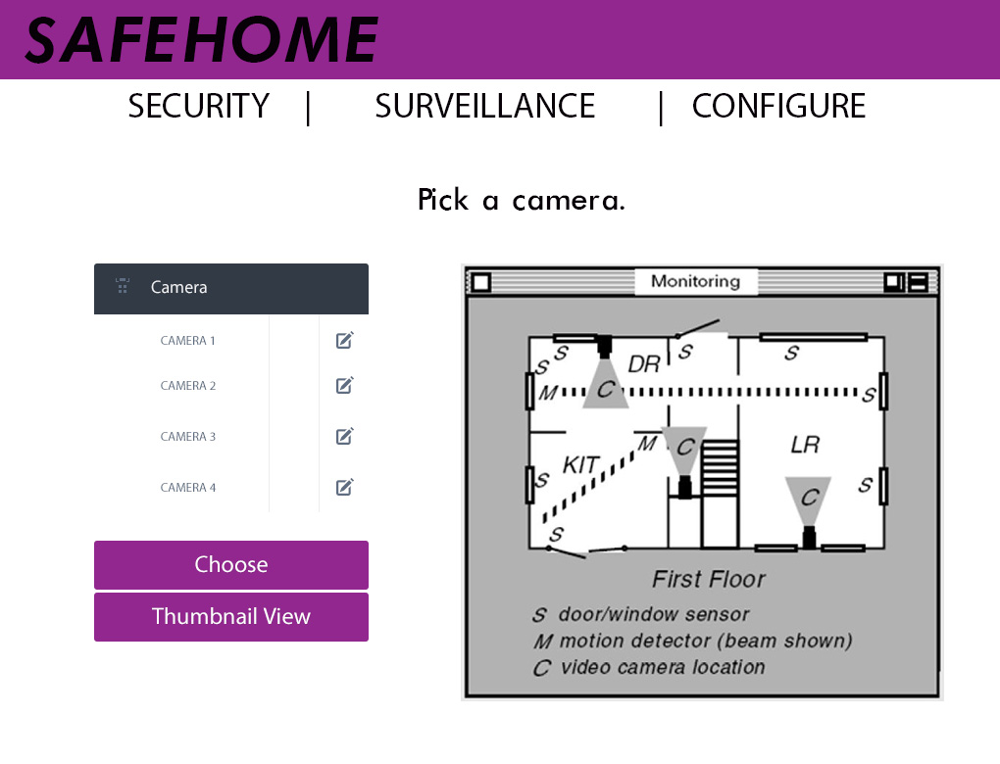 SAFEHOME
SECURITY | SURVEILLANCE | CONFIGURE
Pick a camera.
Camera
CAMERA 1
CAMERA 2
CAMERA 3
CAMERA 4
Choose
Thumbnail View
Monitoring
S S DR S S
M C S
KIT M C LR
S C S
S
First Floor
S door/window sensor
M motion detector (beam shown)
C video camera location